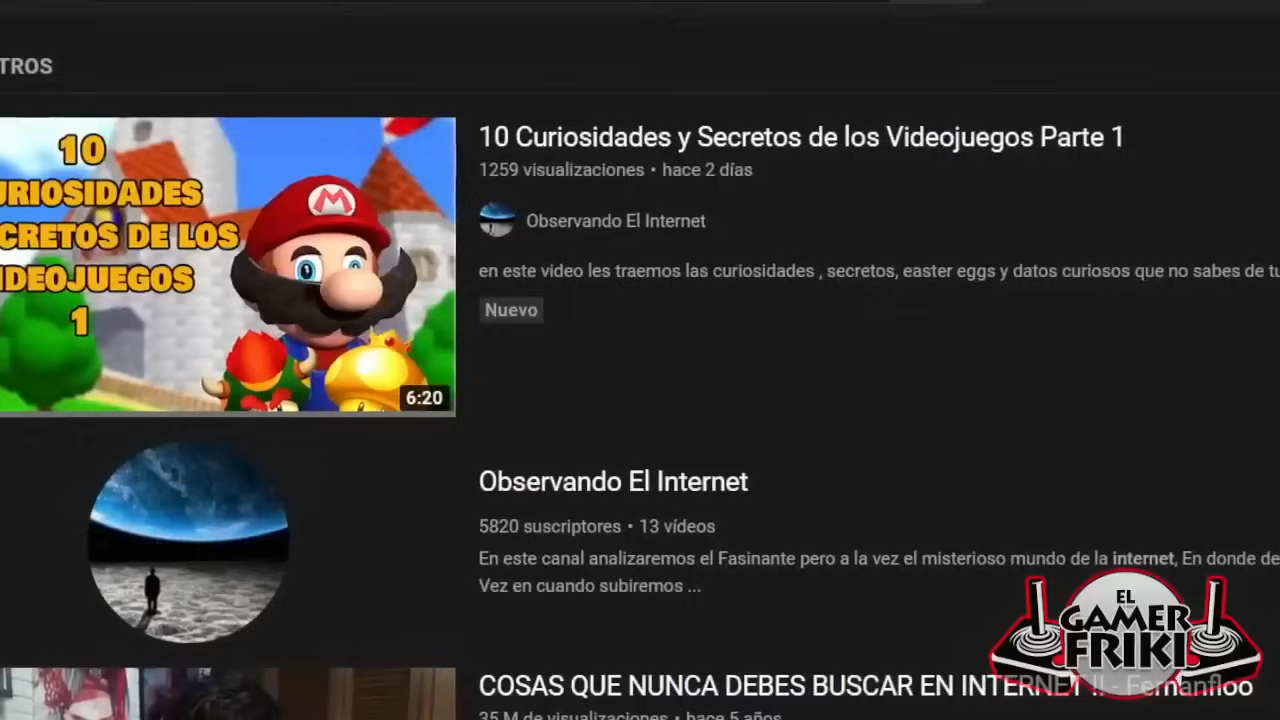 TROS
10
URIOSIDADES
CRETOS DE LOS
IDEOJUEGOS
1
M
6:20
10 Curiosidades y Secretos de los Videojuegos Parte 1
1259 visualizaciones • hace 2 días
Observando El Internet
en este video les traemos las curiosidades , secretos, easter eggs y datos curiosos que no sabes de tu
Nuevo
Observando El Internet
5820 suscriptores • 13 vídeos
En este canal analizaremos el Fasinante pero a la vez el misterioso mundo de la internet, En donde de
Vez en cuando subiremos ...
EL
GAMER
FRIKI
COSAS QUE NUNCA DEBES BUSCAR EN INTERNET !! - Fernanfloo
35 M de visualizaciones • hace 5 años